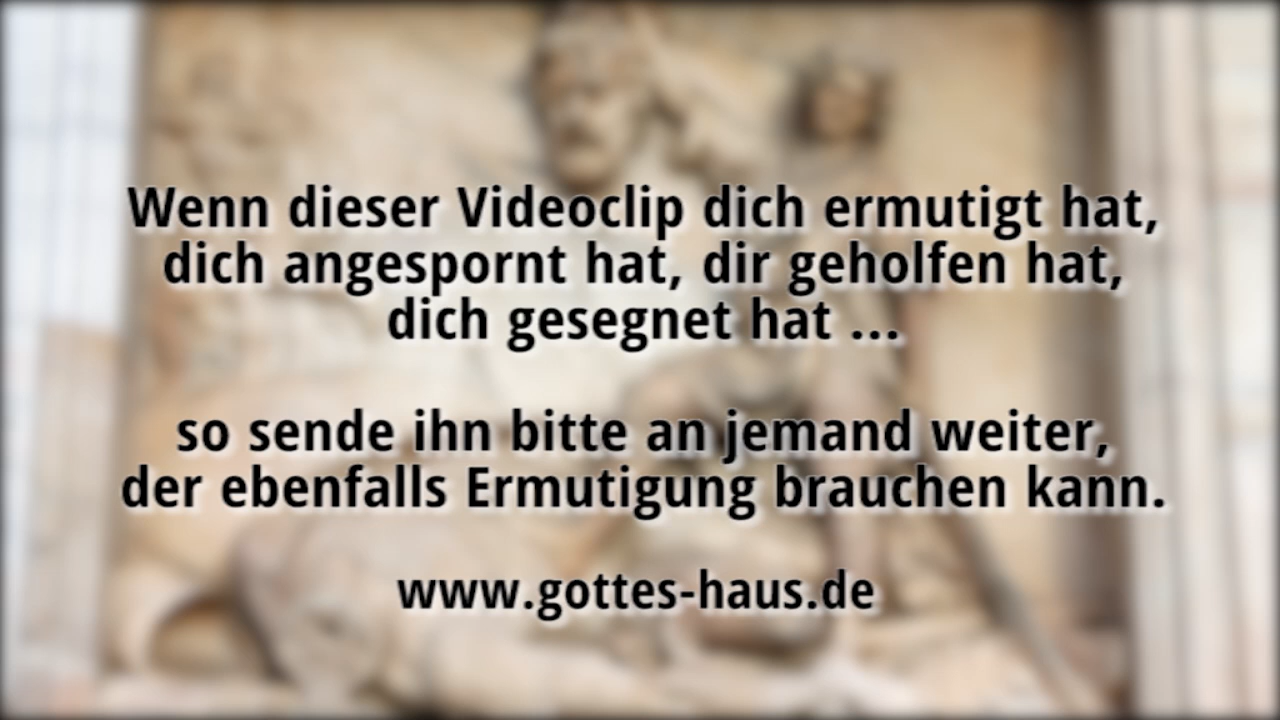 Wenn dieser Videoclip dich ermutigt hat,
dich angespornt hat, dir geholfen hat,
dich gesegnet hat ...
so sende ihn bitte an jemand weiter,
der ebenfalls Ermutigung brauchen kann.
www.gottes-haus.de